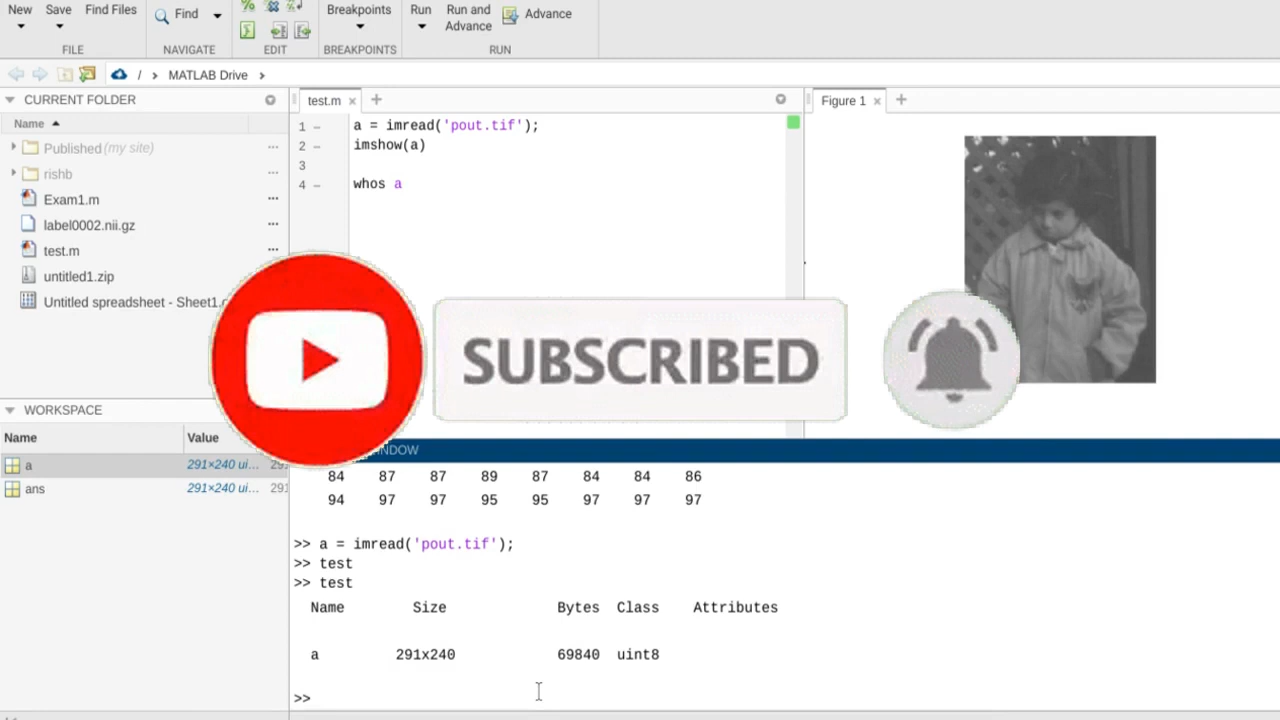 New Save Find Files Find Breakpoints Run Run and Advance Advance
FILE NAVIGATE EDIT BREAKPOINTS RUN
/ MATLAB Drive
CURRENT FOLDER
Name
Published (my site)
rishb
Exam1.m
label0002.nii.gz
test.m
untitled1.zip
Untitled spreadsheet - Sheet1.
test.m
1 a = imread('pout.tif');
2 imshow(a)
3
4 whos a
Figure 1
SUBSCRIBED
WORKSPACE
Name Value
a 291×240 ui... 291
ans 291×240 ui... 291
NDOW
84 87 87 89 87 84 84 86
94 97 97 95 95 97 97 97
>> a = imread('pout.tif');
>> test
>> test
Name Size Bytes Class Attributes
a 291x240 69840 uint8
>>